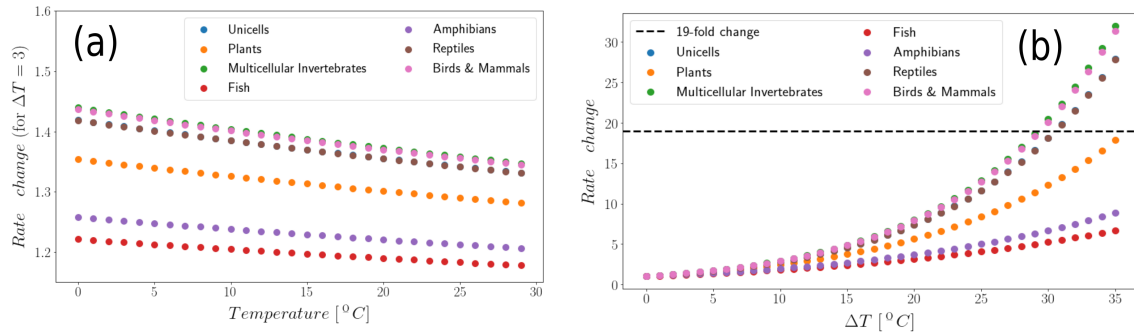 (a)
Unicells
Plants
Multicellular Invertebrates
Fish
Amphibians
Reptiles
Birds & Mammals
Rate change (for ΔT = 3)
1.6
1.5
1.4
1.3
1.2
0 5 10 15 20 25 30
Temperature [ °C]
(b)
19-fold change
Unicells
Plants
Multicellular Invertebrates
Fish
Amphibians
Reptiles
Birds & Mammals
Rate change
30
25
20
15
10
5
0
0 5 10 15 20 25 30 35
ΔT [ °C]